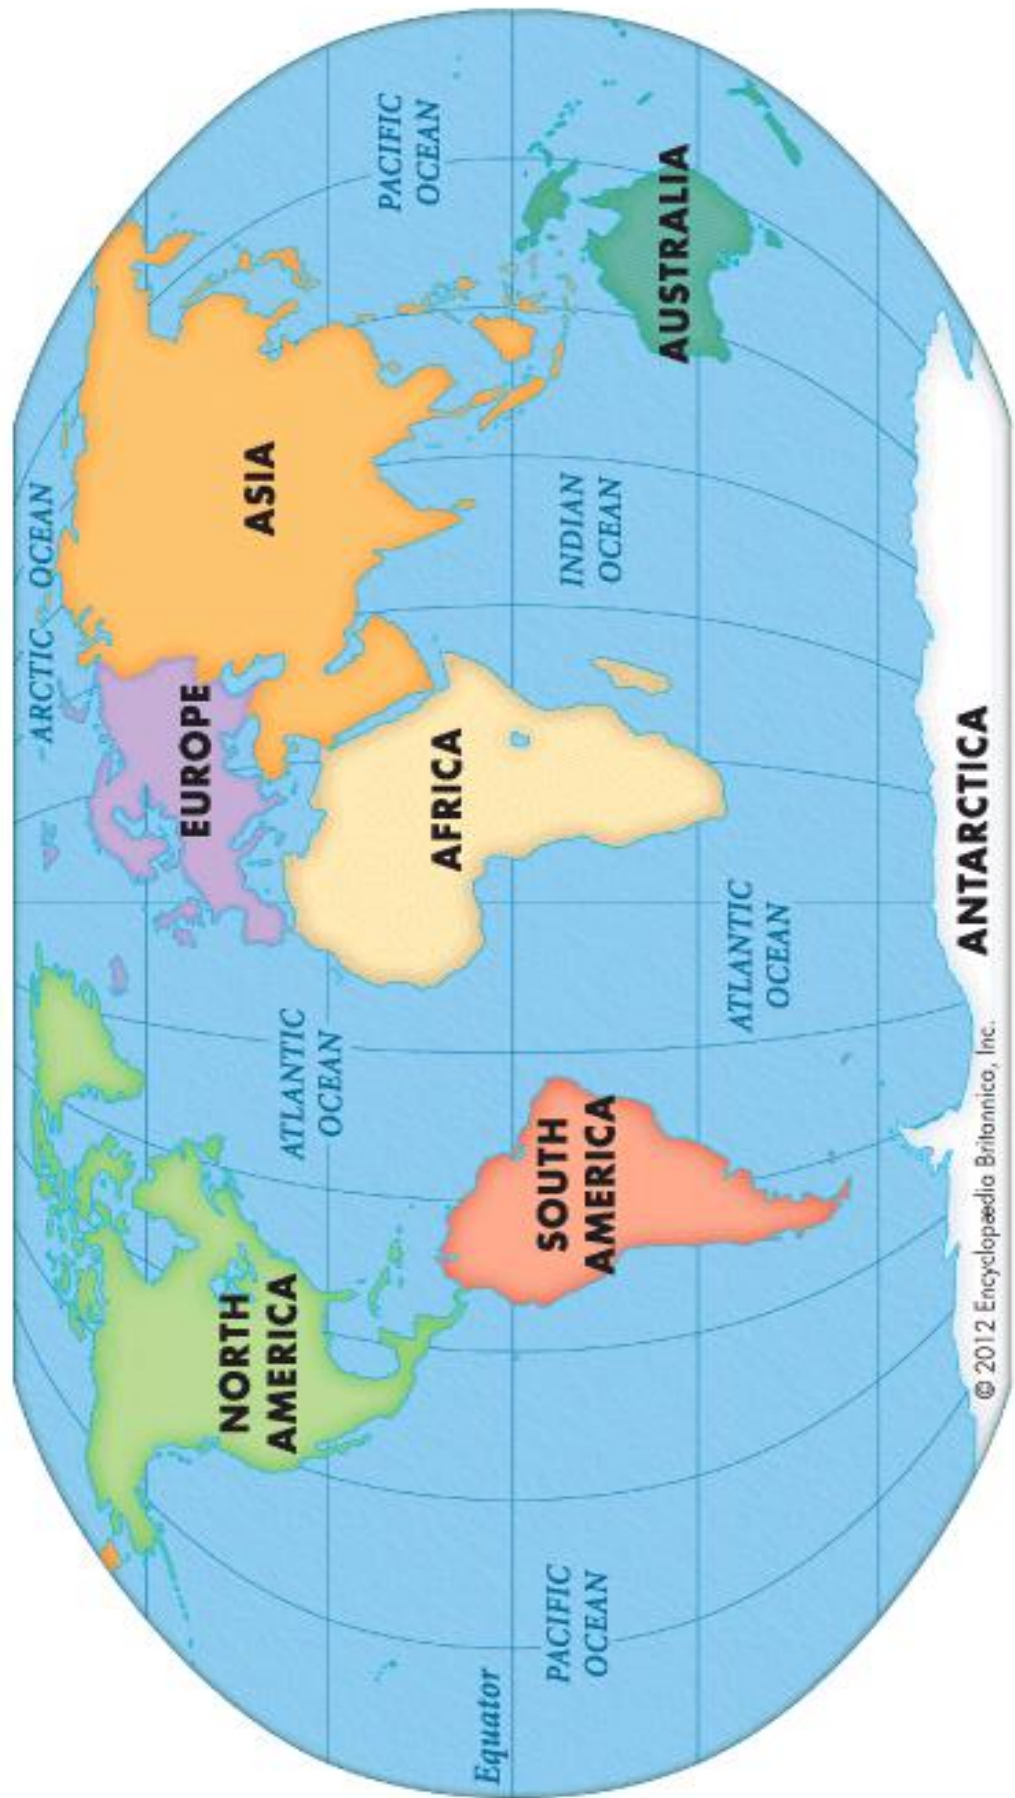 ARCTIC OCEAN
NORTH
AMERICA
EUROPE
ASIA
ATLANTIC
OCEAN
PACIFIC
OCEAN
AFRICA
Equator
PACIFIC
OCEAN
SOUTH
AMERICA
INDIAN
OCEAN
AUSTRALIA
ATLANTIC
OCEAN
ANTARCTICA
© 2012 Encyclopædia Britannica, Inc.